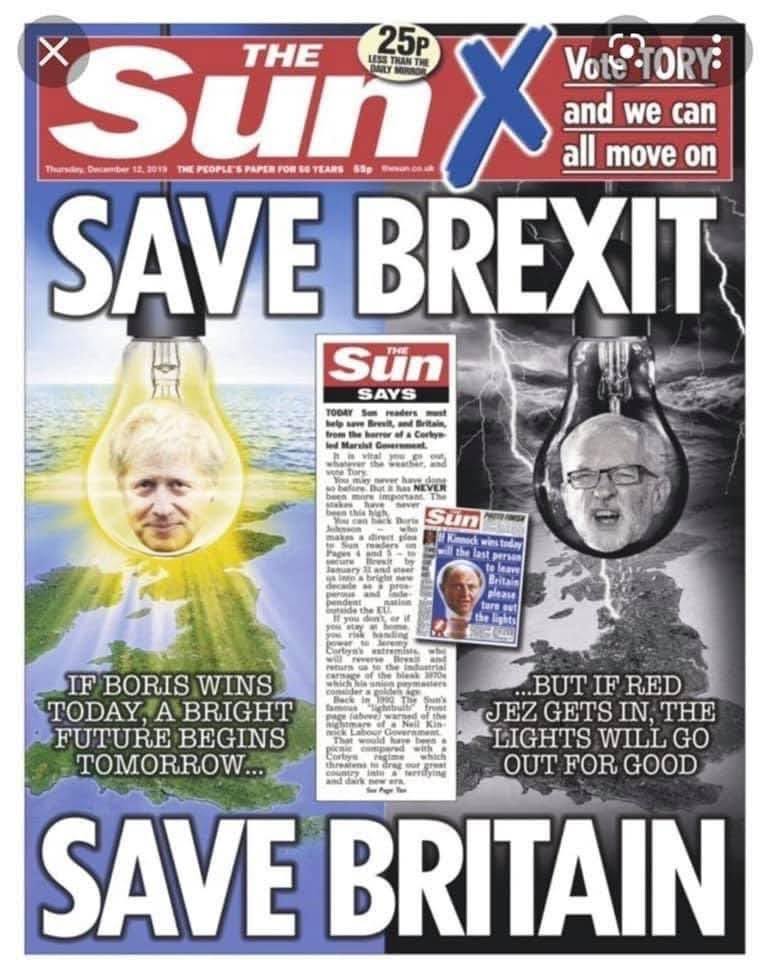 THE
Sun
25P
LESS THAN THE
DAILY MIRROR
X
Vote TORY
and we can
all move on
Thursday, December 12, 2019 THE PEOPLE'S PAPER FOR 50 YEARS 55p thesun.co.uk
SAVE BREXIT
THE
Sun
SAYS
TODAY Sun readers must
help save Brexit, and Britain,
from the horror of a Corbyn-
led Marxist Government.
It is vital you go out,
whatever the weather, and
vote Tory.
You may never have done
so before. But it has NEVER
been more important. The
stakes have never
been this high.
You can back Boris
Johnson — who
makes a direct plea
to Sun readers on
Pages 4 and 5 — to
secure Brexit by
January 31 and steer
us into a bright new
decade as a pros-
perous and inde-
pendent nation
outside the EU.
If you don't, or if
you stay at home,
you risk handing
power to Jeremy
Corbyn's extremists, who
will reverse Brexit and
return us to the industrial
carnage of the bleak 1970s
which his union paymasters
consider a golden age.
Back in 1992 The Sun's
famous "lightbulb" front
page (above) warned of the
nightmare of a Neil Kin-
nock Labour Government.
That would have been a
picnic compared with a
Corbyn regime which
threatens to drag our great
country into a terrifying
and dark new era.
See Page Ten
Sun
PHOTO FINISH
If Kinnock wins today
will the last person
to leave
Britain
please
turn out
the lights
IF BORIS WINS
TODAY, A BRIGHT
FUTURE BEGINS
TOMORROW...
...BUT IF RED
JEZ GETS IN, THE
LIGHTS WILL GO
OUT FOR GOOD
SAVE BRITAIN